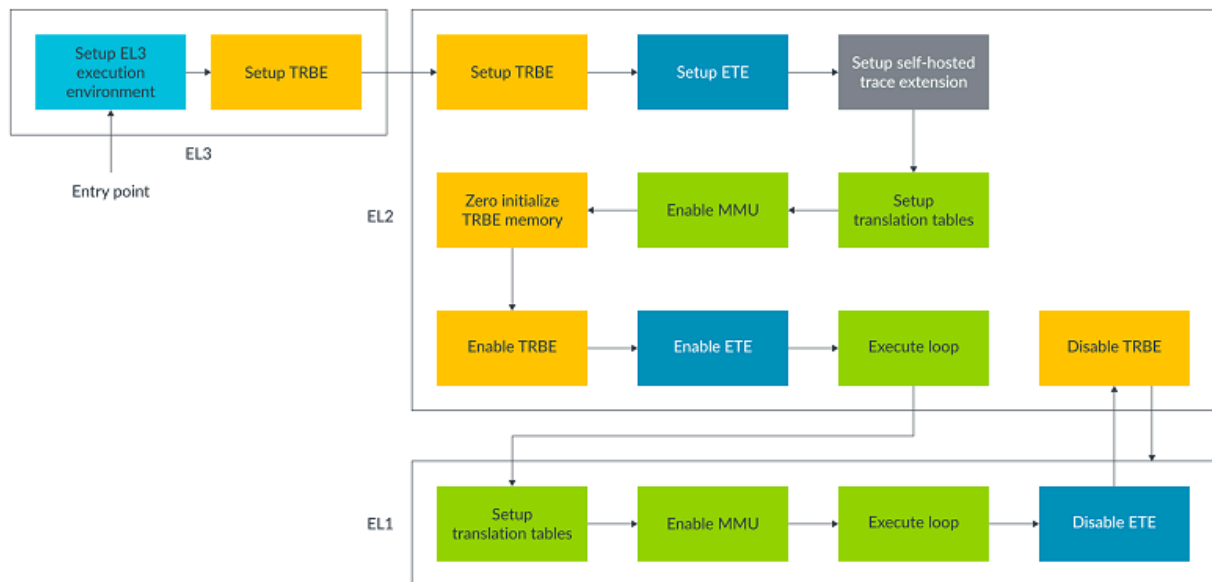 Setup EL3
execution
environment
Setup TRBE
EL3
Entry point
Setup TRBE
Setup ETE
Setup self-hosted
trace extension
Zero initialize
TRBE memory
Enable MMU
Setup
translation tables
EL2
Enable TRBE
Enable ETE
Execute loop
Disable TRBE
EL1
Setup
translation tables
Enable MMU
Execute loop
Disable ETE